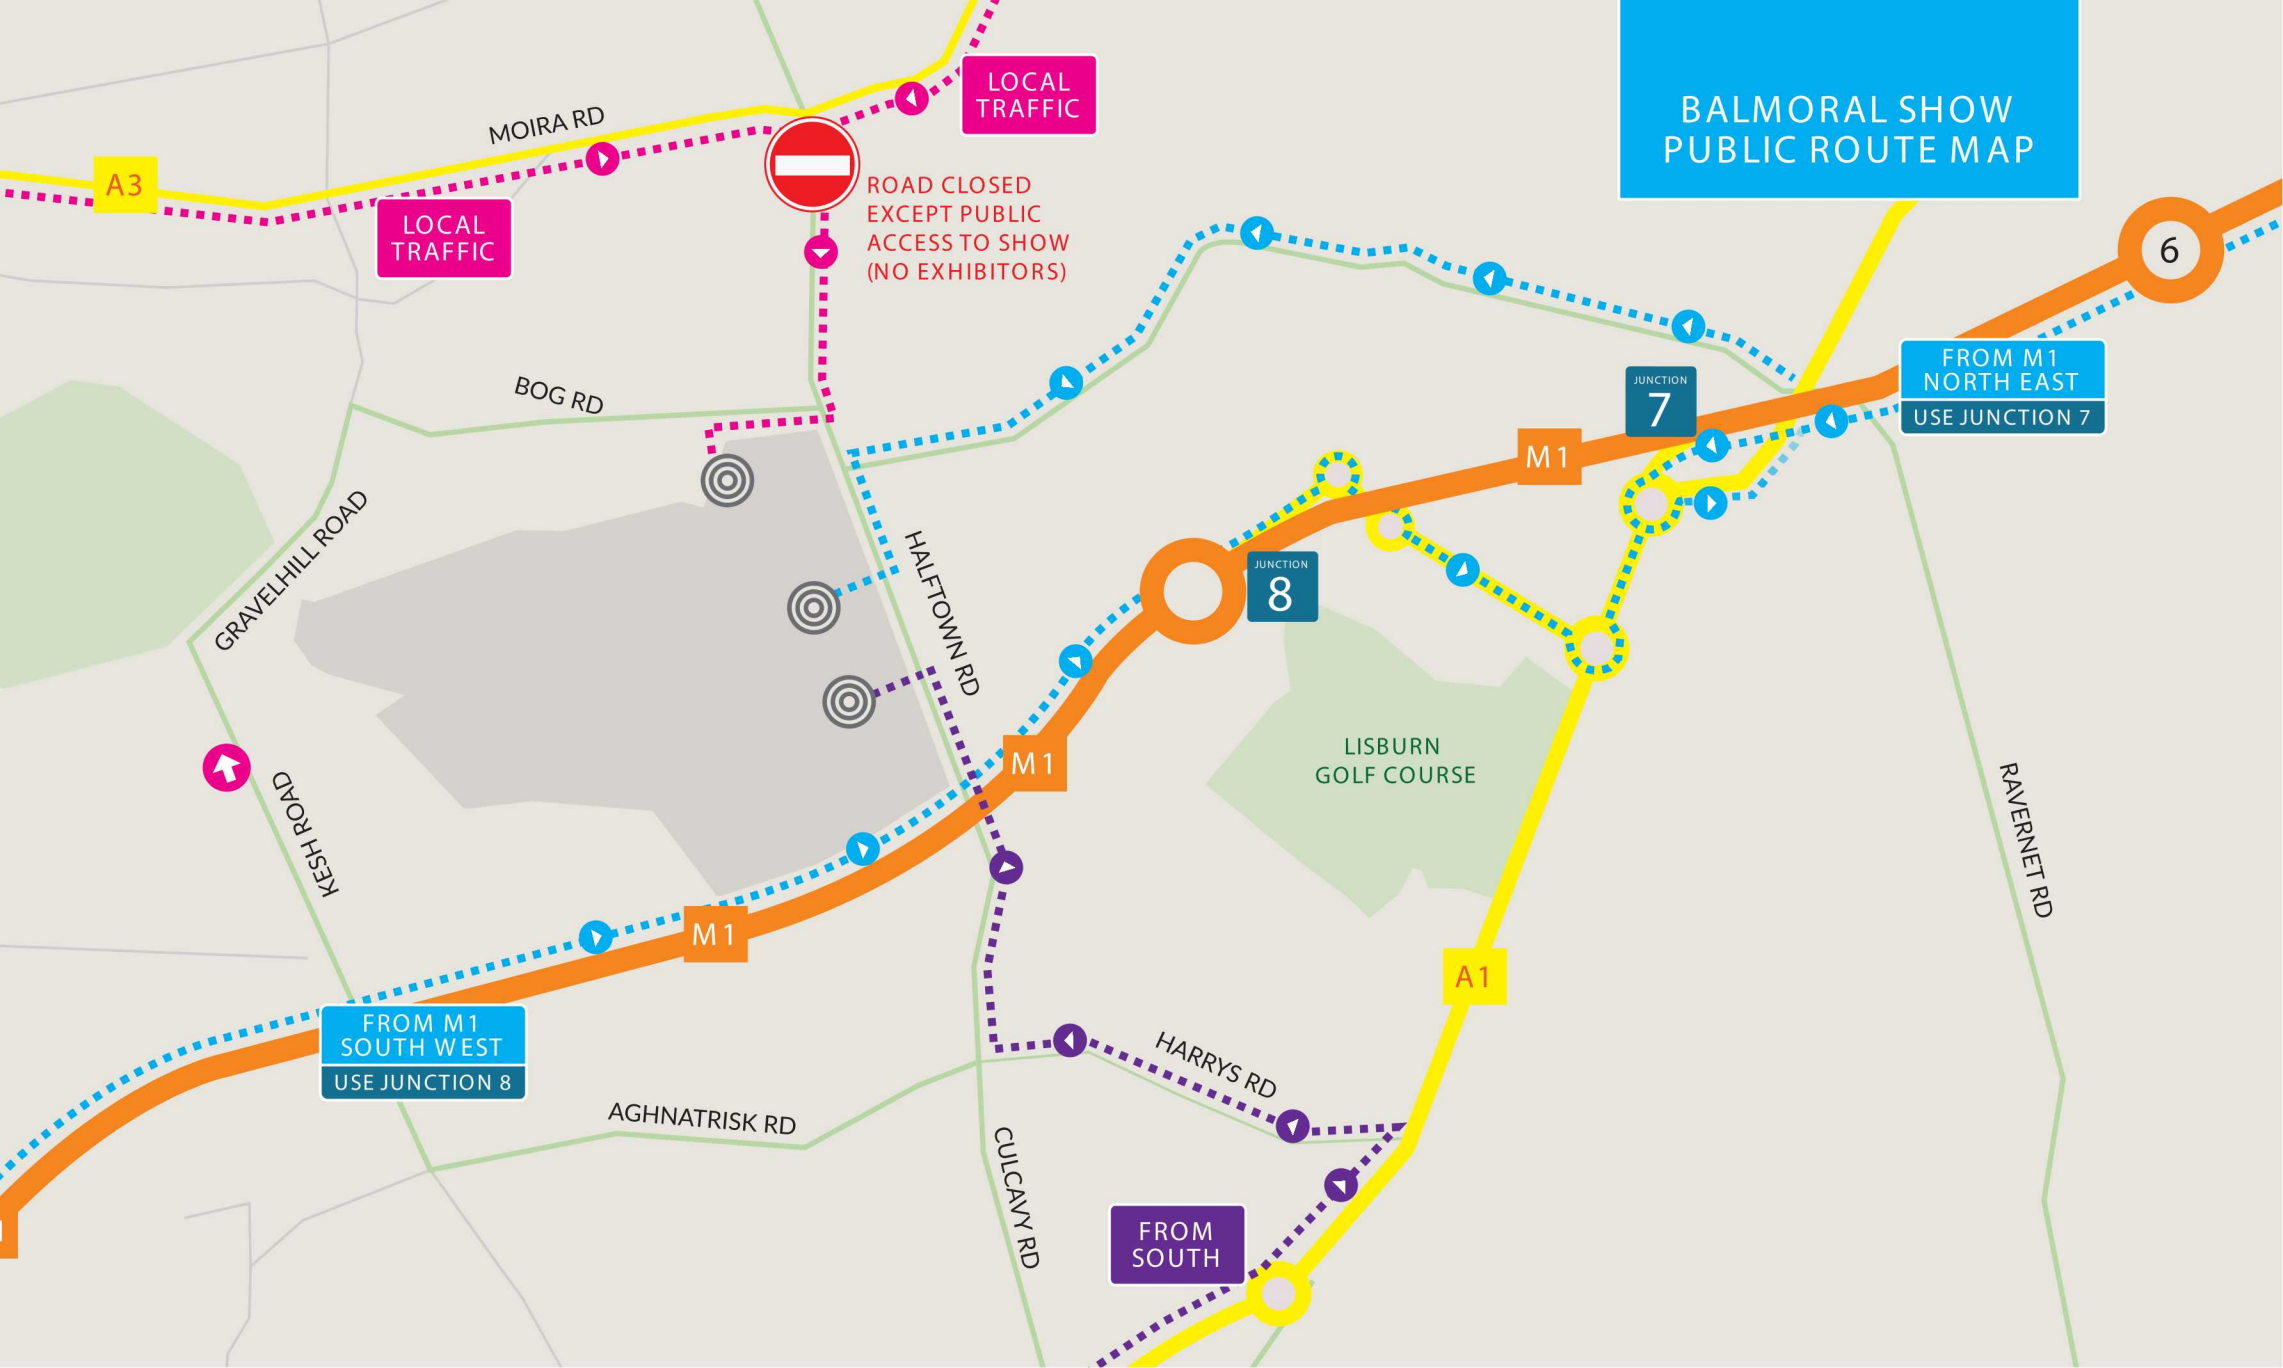 BALMORAL SHOW
PUBLIC ROUTE MAP
LOCAL
TRAFFIC
MOIRA RD
A3
LOCAL
TRAFFIC
ROAD CLOSED
EXCEPT PUBLIC
ACCESS TO SHOW
(NO EXHIBITORS)
6
FROM M1
NORTH EAST
USE JUNCTION 7
JUNCTION
7
BOG RD
M1
GRAVELHILL ROAD
HALFTOWN RD
JUNCTION
8
LISBURN
GOLF COURSE
M1
KESH ROAD
RAVERNET RD
M1
A1
FROM M1
SOUTH WEST
USE JUNCTION 8
HARRYS RD
AGHNATRISK RD
CULCAVY RD
FROM
SOUTH